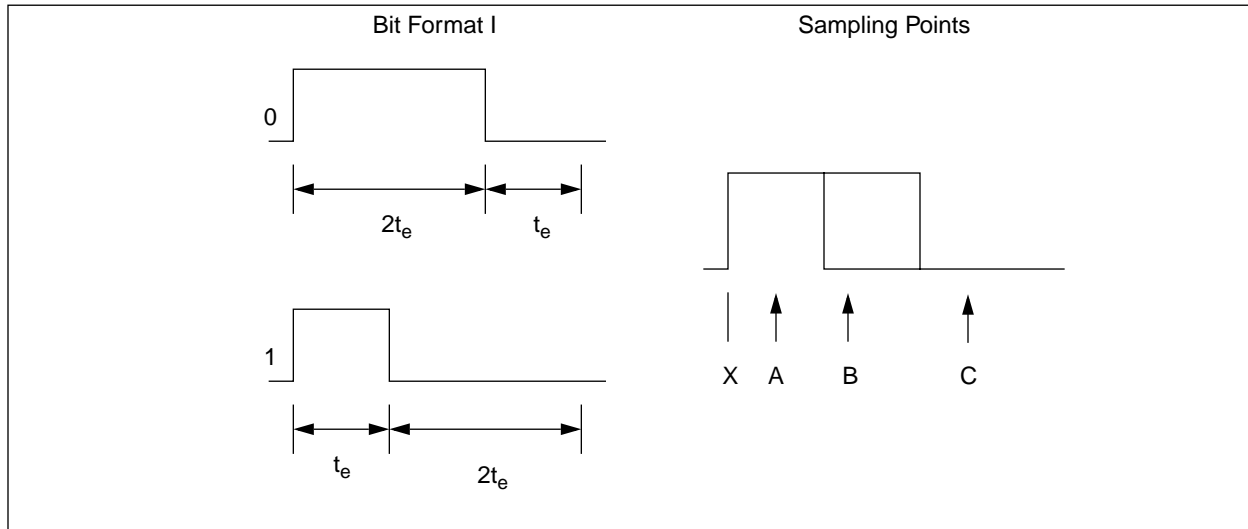 Bit Format I
Sampling Points
0
2te
te
1
te
2te
X A B C